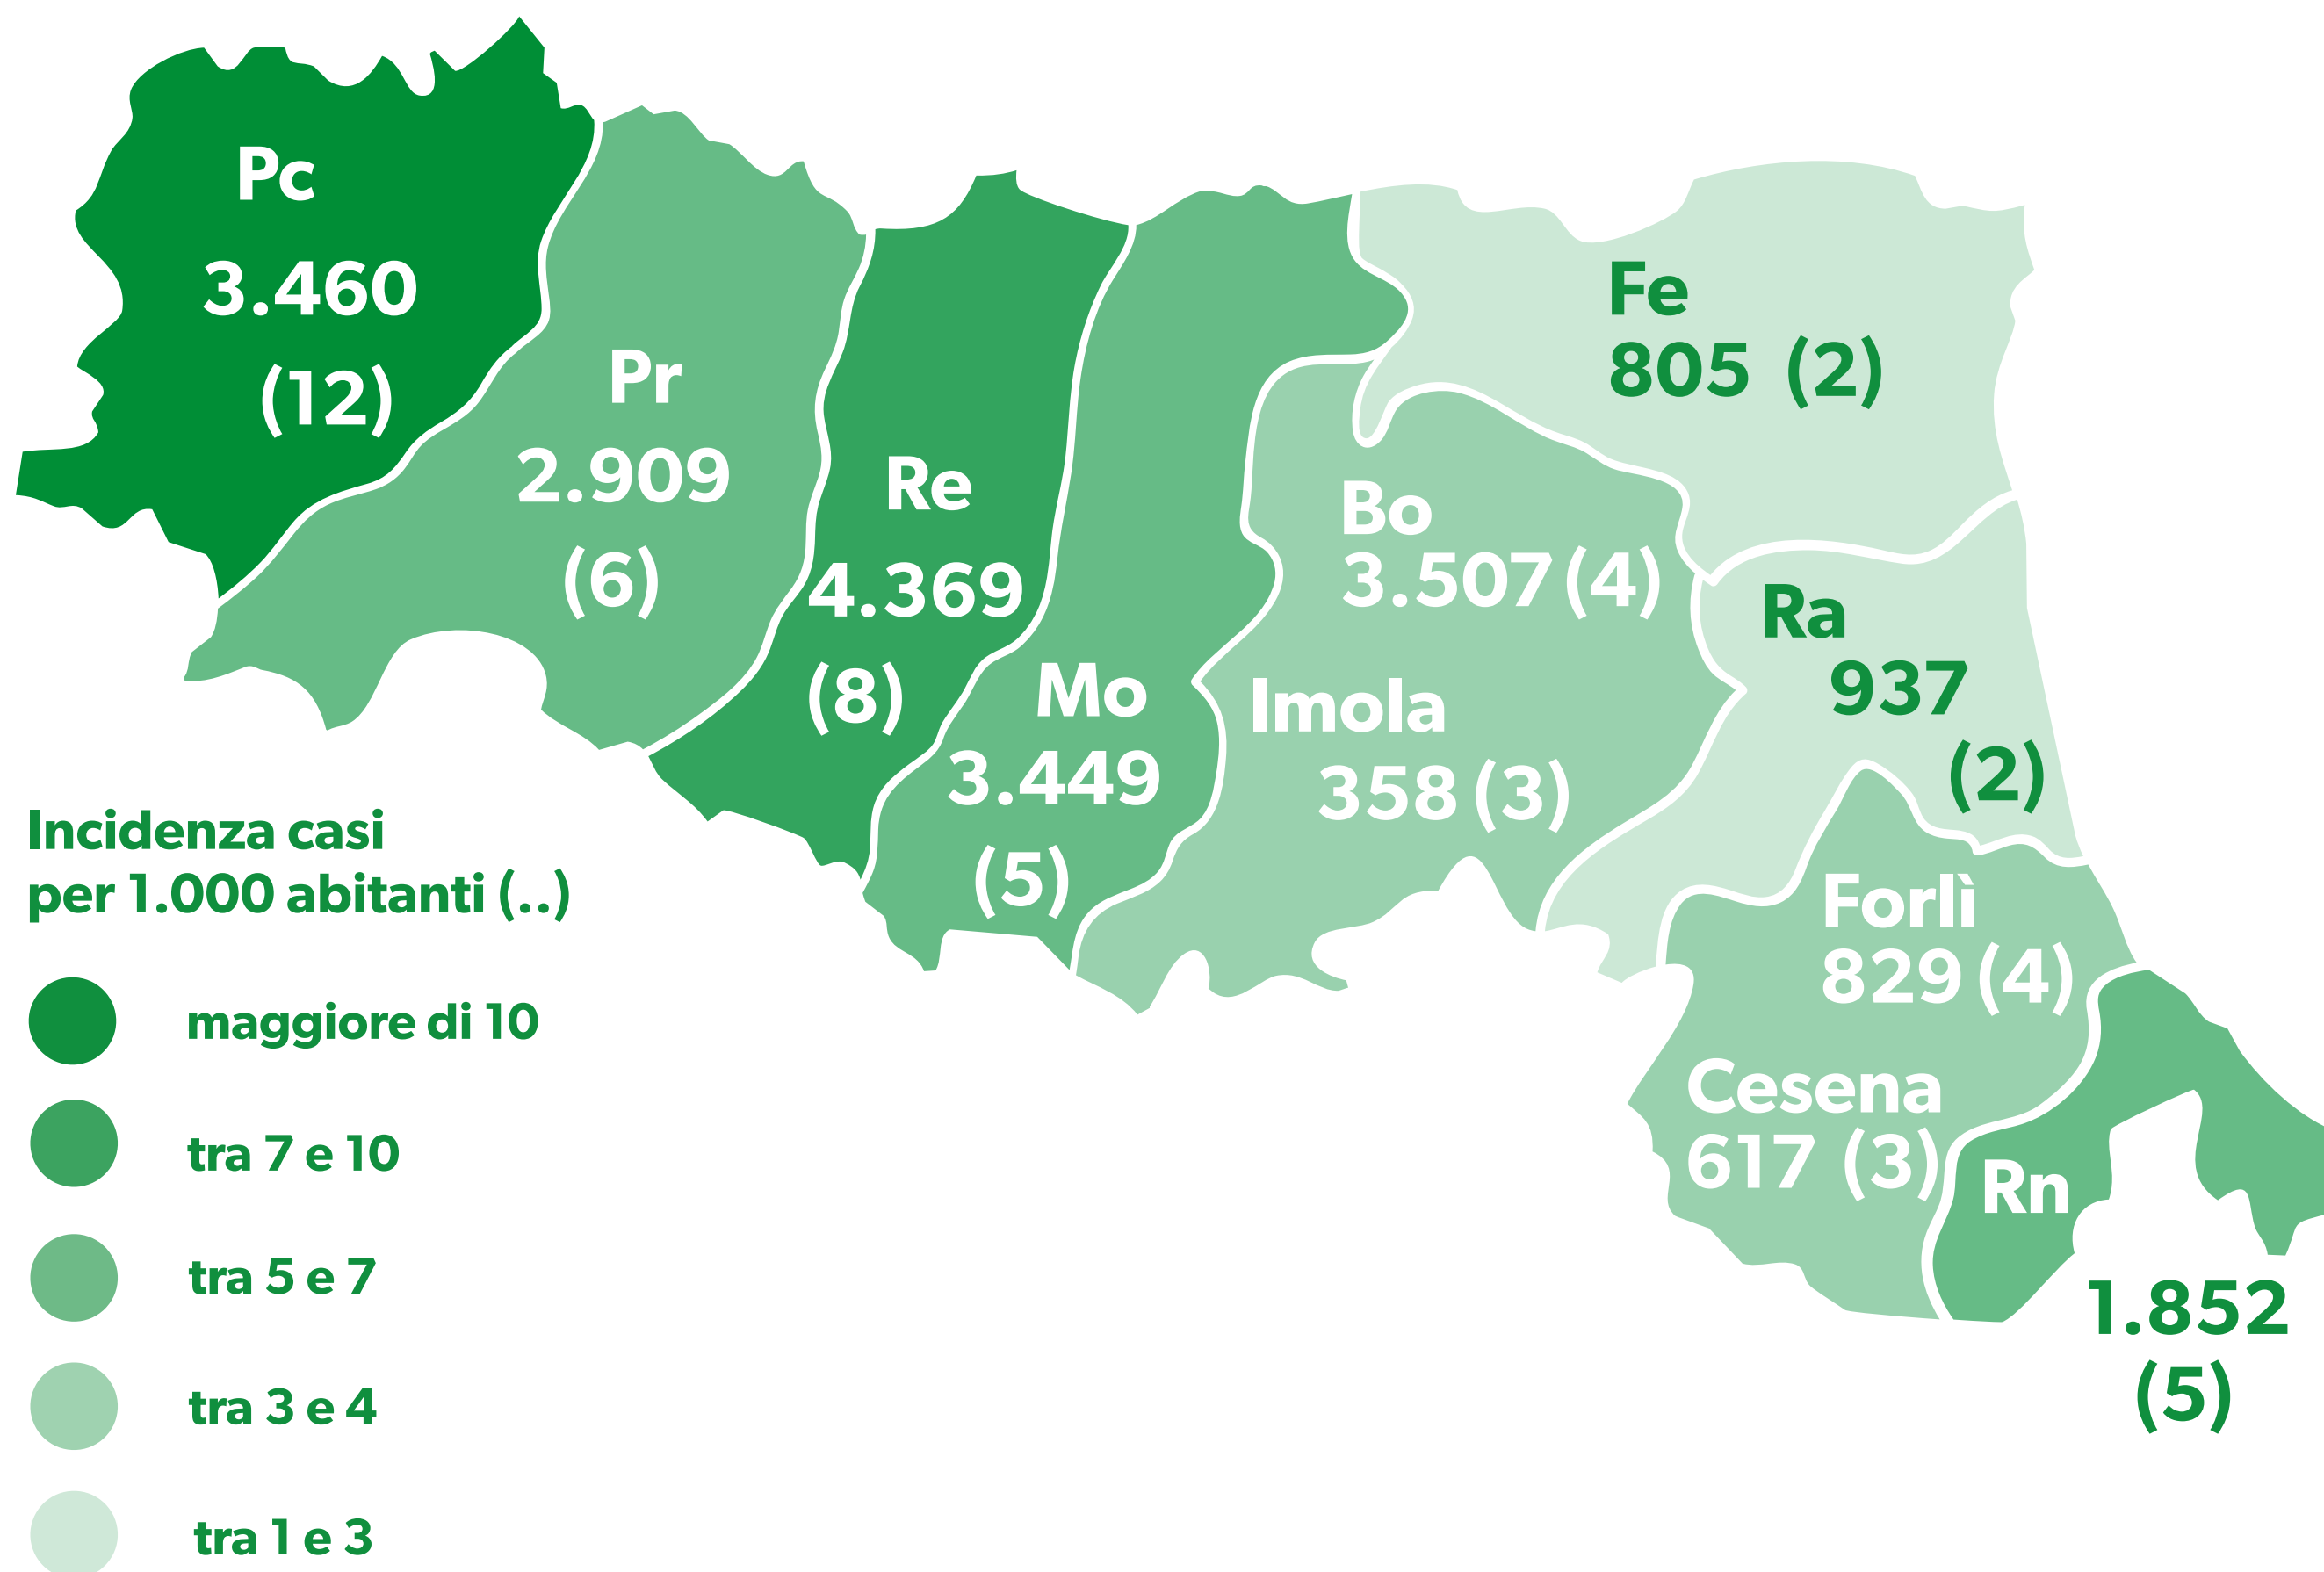 Pc
3.460
(12)
Pr
2.909
(6)
Re
4.369
(8)
Mo
3.449
(5)
Bo
3.507(4)
Imola
358 (3)
Fe
805 (2)
Ra
937
(2)
Forlì
829 (4)
Cesena
617 (3)
Rn
1.852
(5)
Incidenza casi
per 1.000 abitanti (..)
maggiore di 10
tra 7 e 10
tra 5 e 7
tra 3 e 4
tra 1 e 3